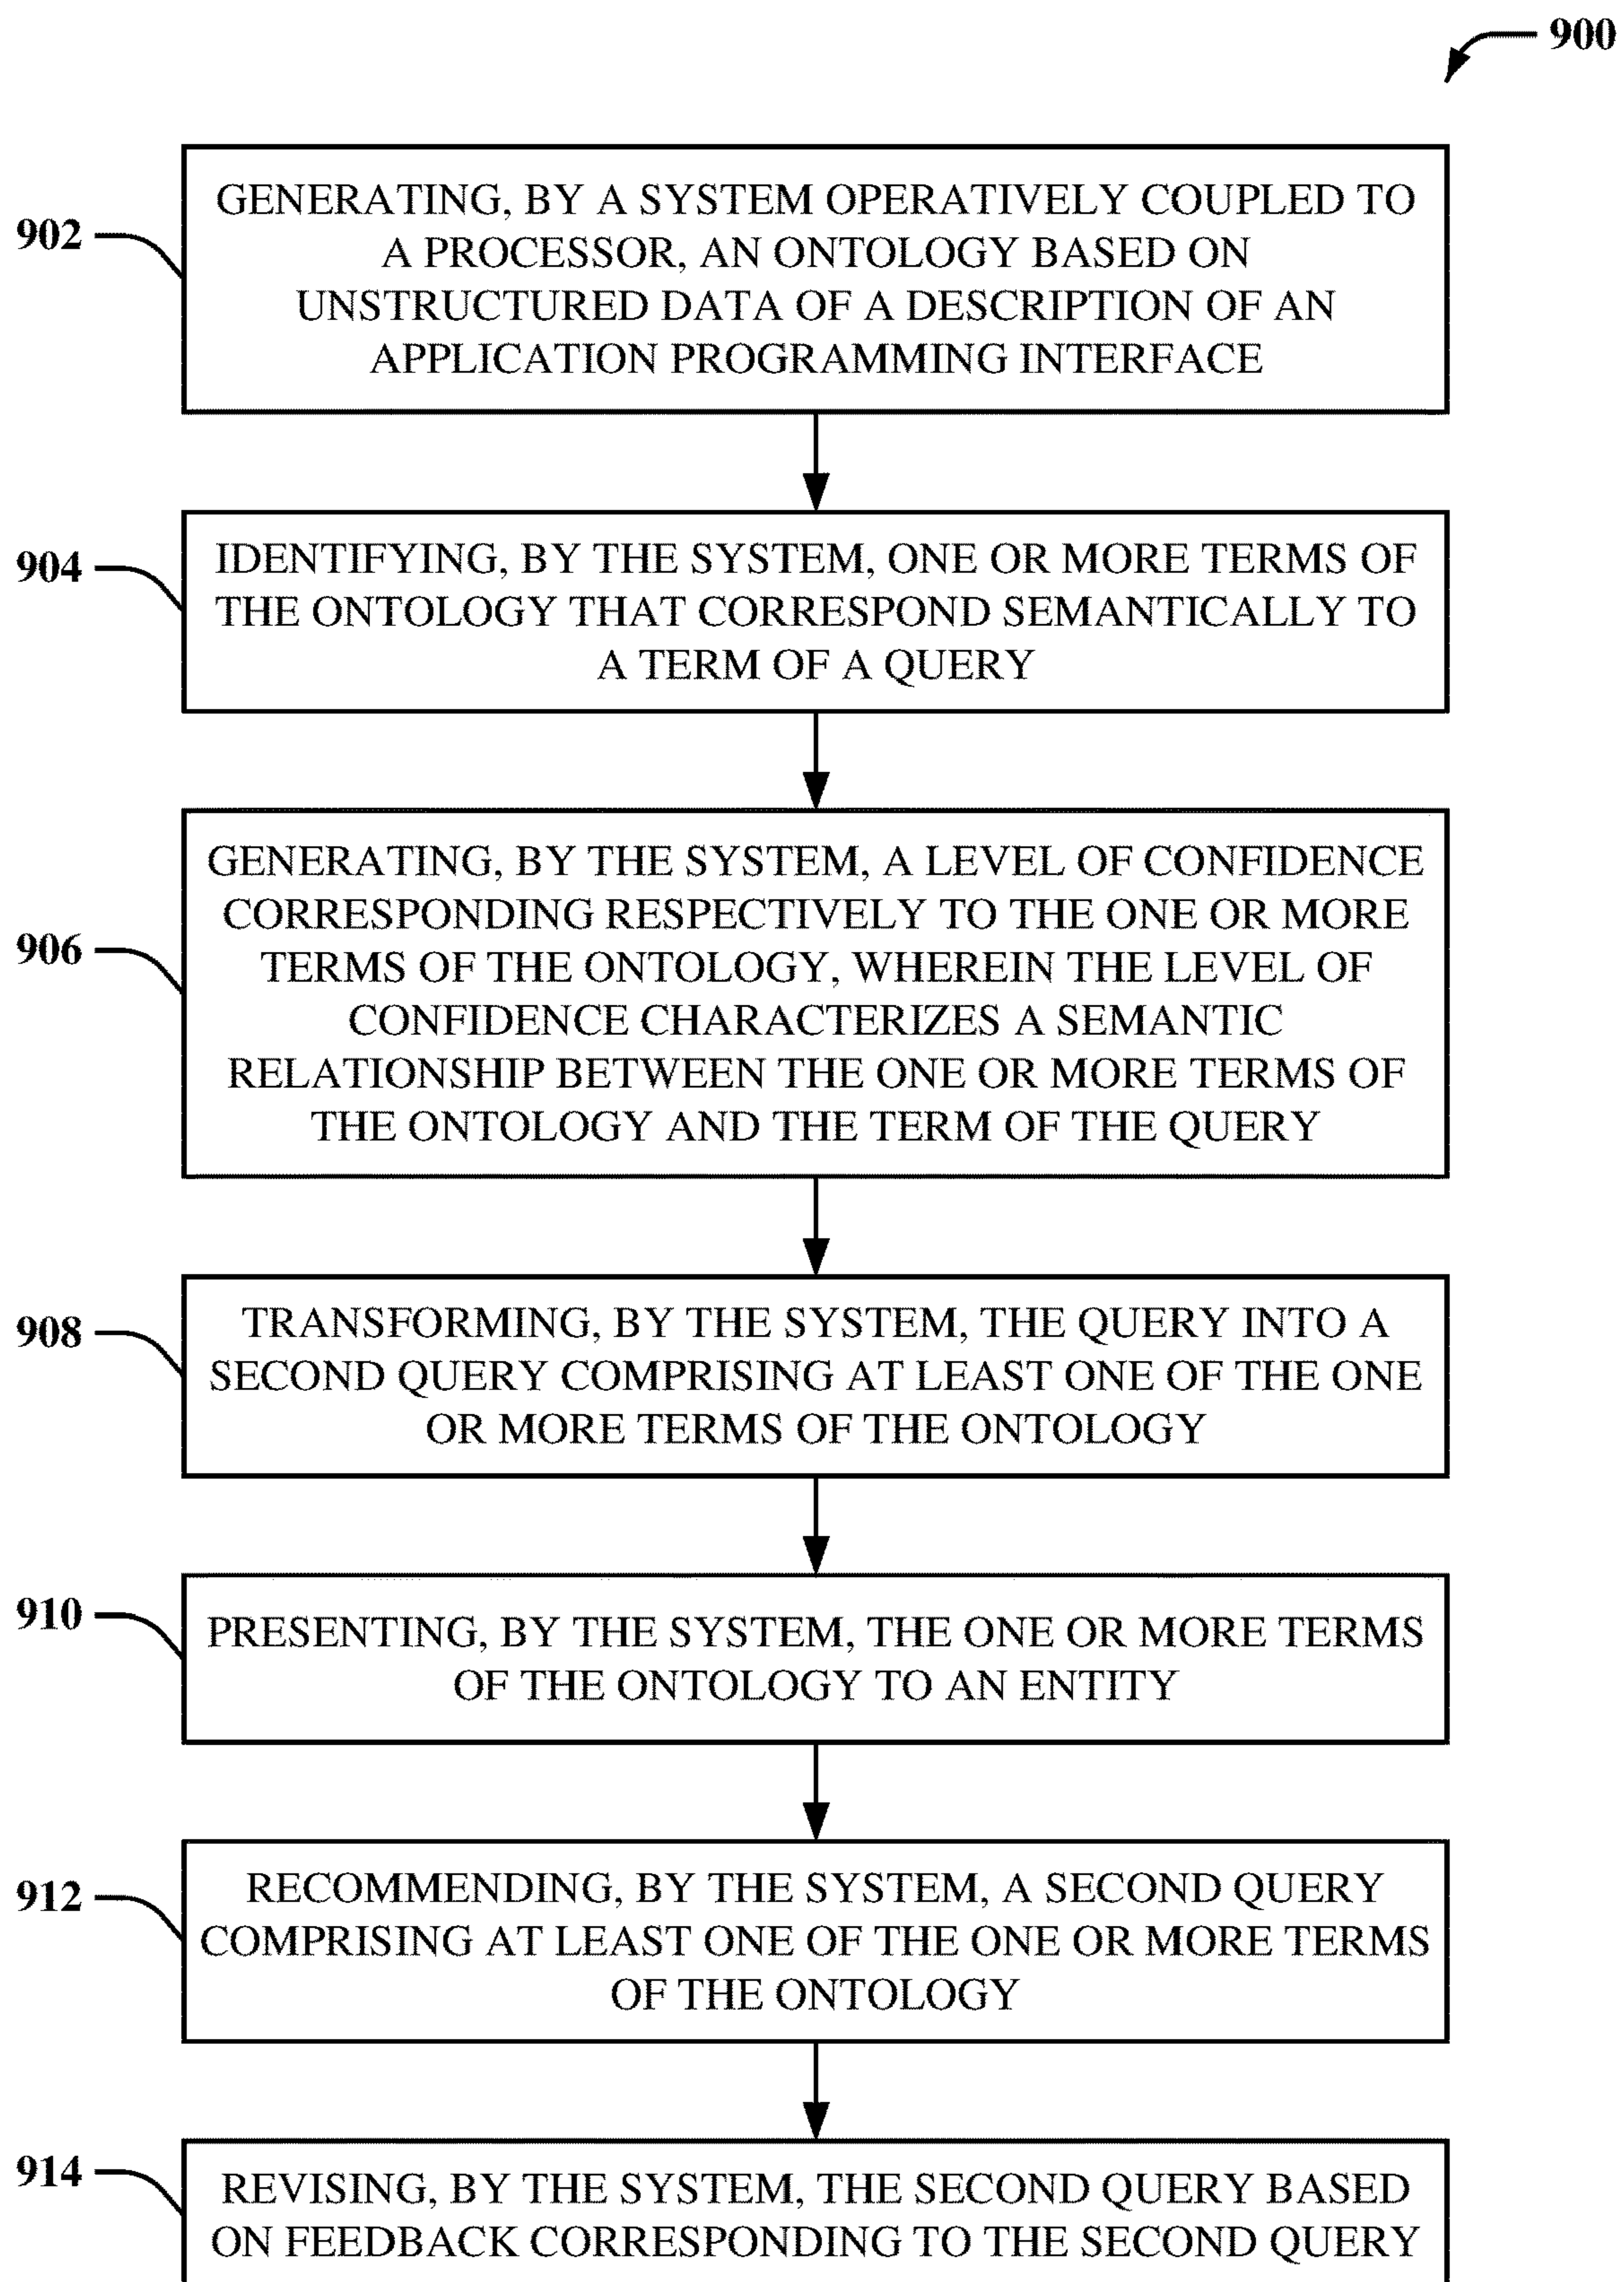 900
902
GENERATING, BY A SYSTEM OPERATIVELY COUPLED TO
A PROCESSOR, AN ONTOLOGY BASED ON
UNSTRUCTURED DATA OF A DESCRIPTION OF AN
APPLICATION PROGRAMMING INTERFACE
904
IDENTIFYING, BY THE SYSTEM, ONE OR MORE TERMS OF
THE ONTOLOGY THAT CORRESPOND SEMANTICALLY TO
A TERM OF A QUERY
906
GENERATING, BY THE SYSTEM, A LEVEL OF CONFIDENCE
CORRESPONDING RESPECTIVELY TO THE ONE OR MORE
TERMS OF THE ONTOLOGY, WHEREIN THE LEVEL OF
CONFIDENCE CHARACTERIZES A SEMANTIC
RELATIONSHIP BETWEEN THE ONE OR MORE TERMS OF
THE ONTOLOGY AND THE TERM OF THE QUERY
908
TRANSFORMING, BY THE SYSTEM, THE QUERY INTO A
SECOND QUERY COMPRISING AT LEAST ONE OF THE ONE
OR MORE TERMS OF THE ONTOLOGY
910
PRESENTING, BY THE SYSTEM, THE ONE OR MORE TERMS
OF THE ONTOLOGY TO AN ENTITY
912
RECOMMENDING, BY THE SYSTEM, A SECOND QUERY
COMPRISING AT LEAST ONE OF THE ONE OR MORE TERMS
OF THE ONTOLOGY
914
REVISING, BY THE SYSTEM, THE SECOND QUERY BASED
ON FEEDBACK CORRESPONDING TO THE SECOND QUERY